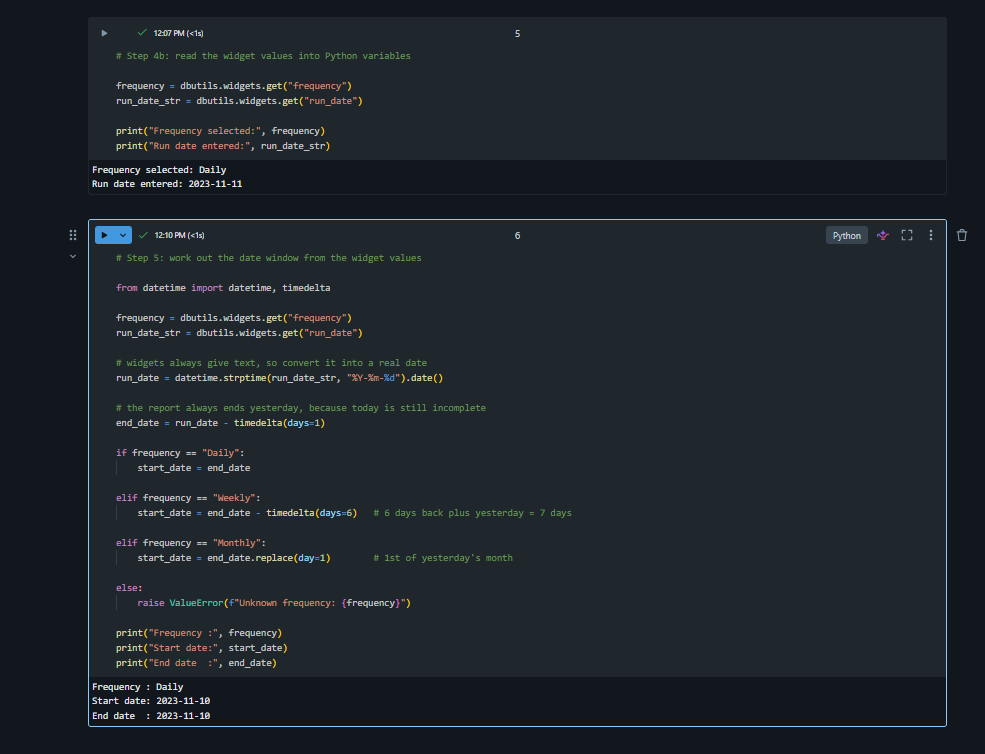 12:07 PM (<1s)
5
# Step 4b: read the widget values into Python variables
frequency = dbutils.widgets.get("frequency")
run_date_str = dbutils.widgets.get("run_date")
print("Frequency selected:", frequency)
print("Run date entered:", run_date_str)
Frequency selected: Daily
Run date entered: 2023-11-11
12:10 PM (<1s)
6
Python
# Step 5: work out the date window from the widget values
from datetime import datetime, timedelta
frequency = dbutils.widgets.get("frequency")
run_date_str = dbutils.widgets.get("run_date")
# widgets always give text, so convert it into a real date
run_date = datetime.strptime(run_date_str, "%Y-%m-%d").date()
# the report always ends yesterday, because today is still incomplete
end_date = run_date - timedelta(days=1)
if frequency == "Daily":
    start_date = end_date
elif frequency == "Weekly":
    start_date = end_date - timedelta(days=6)   # 6 days back plus yesterday = 7 days
elif frequency == "Monthly":
    start_date = end_date.replace(day=1)        # 1st of yesterday's month
else:
    raise ValueError(f"Unknown frequency: {frequency}")
print("Frequency :", frequency)
print("Start date:", start_date)
print("End date  :", end_date)
Frequency : Daily
Start date: 2023-11-10
End date  : 2023-11-10